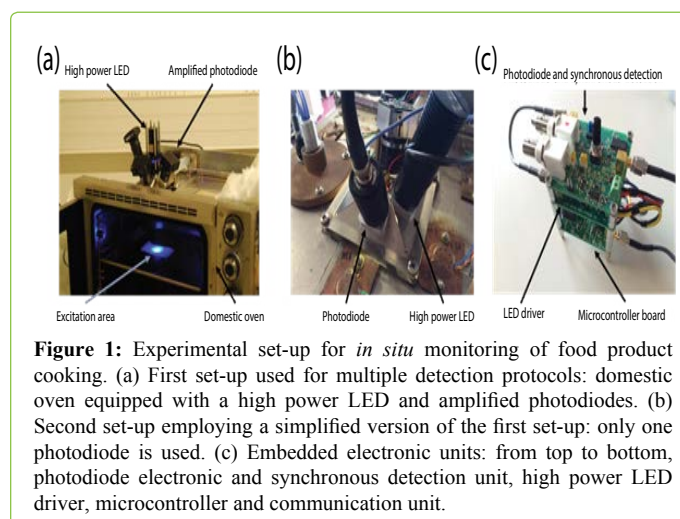 (a)
(b)
(c)
High power LED
Amplified photodiode
Photodiode and synchronous detection
Excitation area
Domestic oven
Photodiode
High power LED
LED driver
Microcontroller board
Figure 1: Experimental set-up for in situ monitoring of food product
cooking. (a) First set-up used for multiple detection protocols: domestic
oven equipped with a high power LED and amplified photodiodes. (b)
Second set-up employing a simplified version of the first set-up: only one
photodiode is used. (c) Embedded electronic units: from top to bottom,
photodiode electronic and synchronous detection unit, high power LED
driver, microcontroller and communication unit.